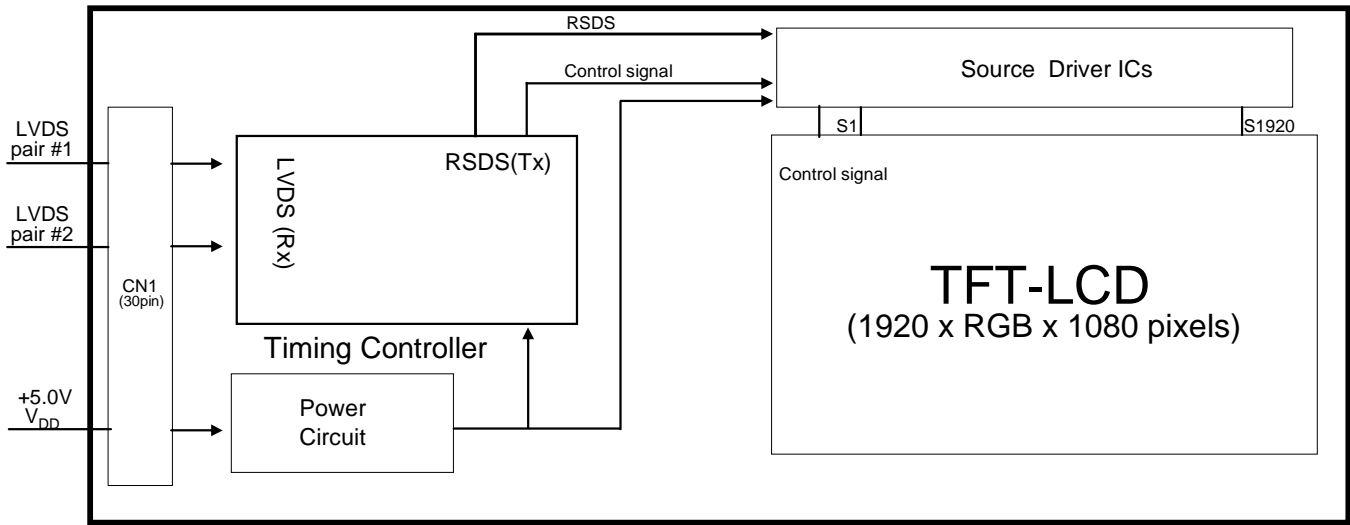 RSDS
Control signal
Source  Driver ICs
S1
S1920
LVDS
pair #1
LVDS
pair #2
CN1
(30pin)
LVDS (Rx)
RSDS(Tx)
Timing Controller
Control signal
TFT-LCD
(1920 x RGB x 1080 pixels)
+5.0V
VDD
Power
Circuit